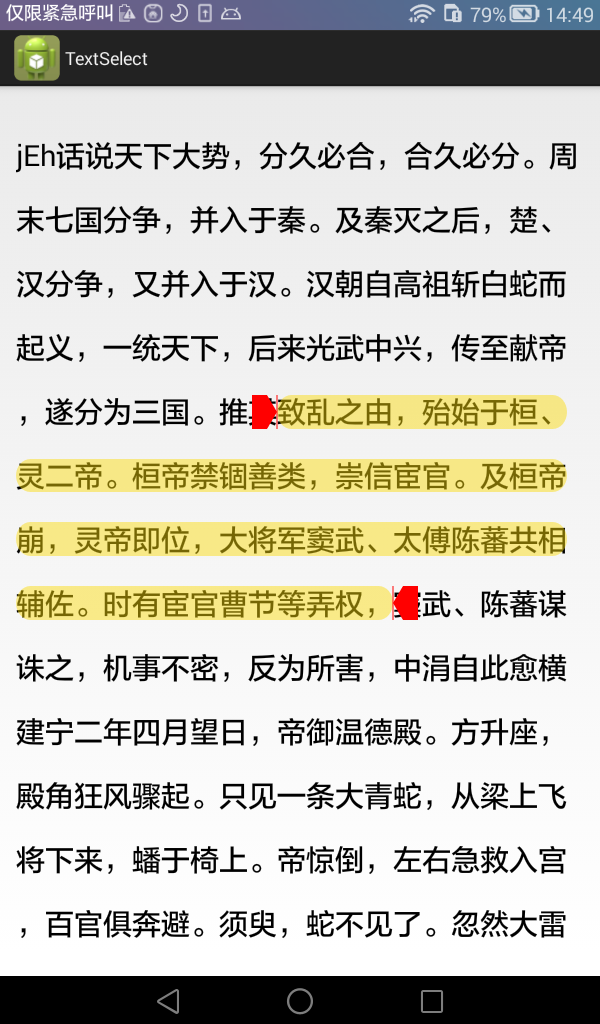 仅限紧急呼叫 79% 14:49
TextSelect
jEh话说天下大势，分久必合，合久必分。周
末七国分争，并入于秦。及秦灭之后，楚、
汉分争，又并入于汉。汉朝自高祖斩白蛇而
起义，一统天下，后来光武中兴，传至献帝
，遂分为三国。推其致乱之由，殆始于桓、
灵二帝。桓帝禁锢善类，崇信宦官。及桓帝
崩，灵帝即位，大将军窦武、太傅陈蕃共相
辅佐。时有宦官曹节等弄权，窦武、陈蕃谋
诛之，机事不密，反为所害，中涓自此愈横
建宁二年四月望日，帝御温德殿。方升座，
殿角狂风骤起。只见一条大青蛇，从梁上飞
将下来，蟠于椅上。帝惊倒，左右急救入宫
，百官俱奔避。须臾，蛇不见了。忽然大雷